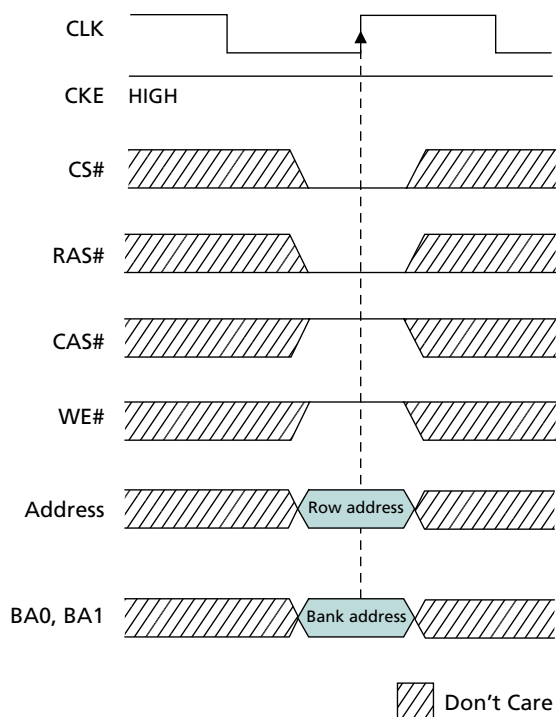 CLK
CKE HIGH
CS#
RAS#
CAS#
WE#
Address Row address
BA0, BA1 Bank address
Don't Care